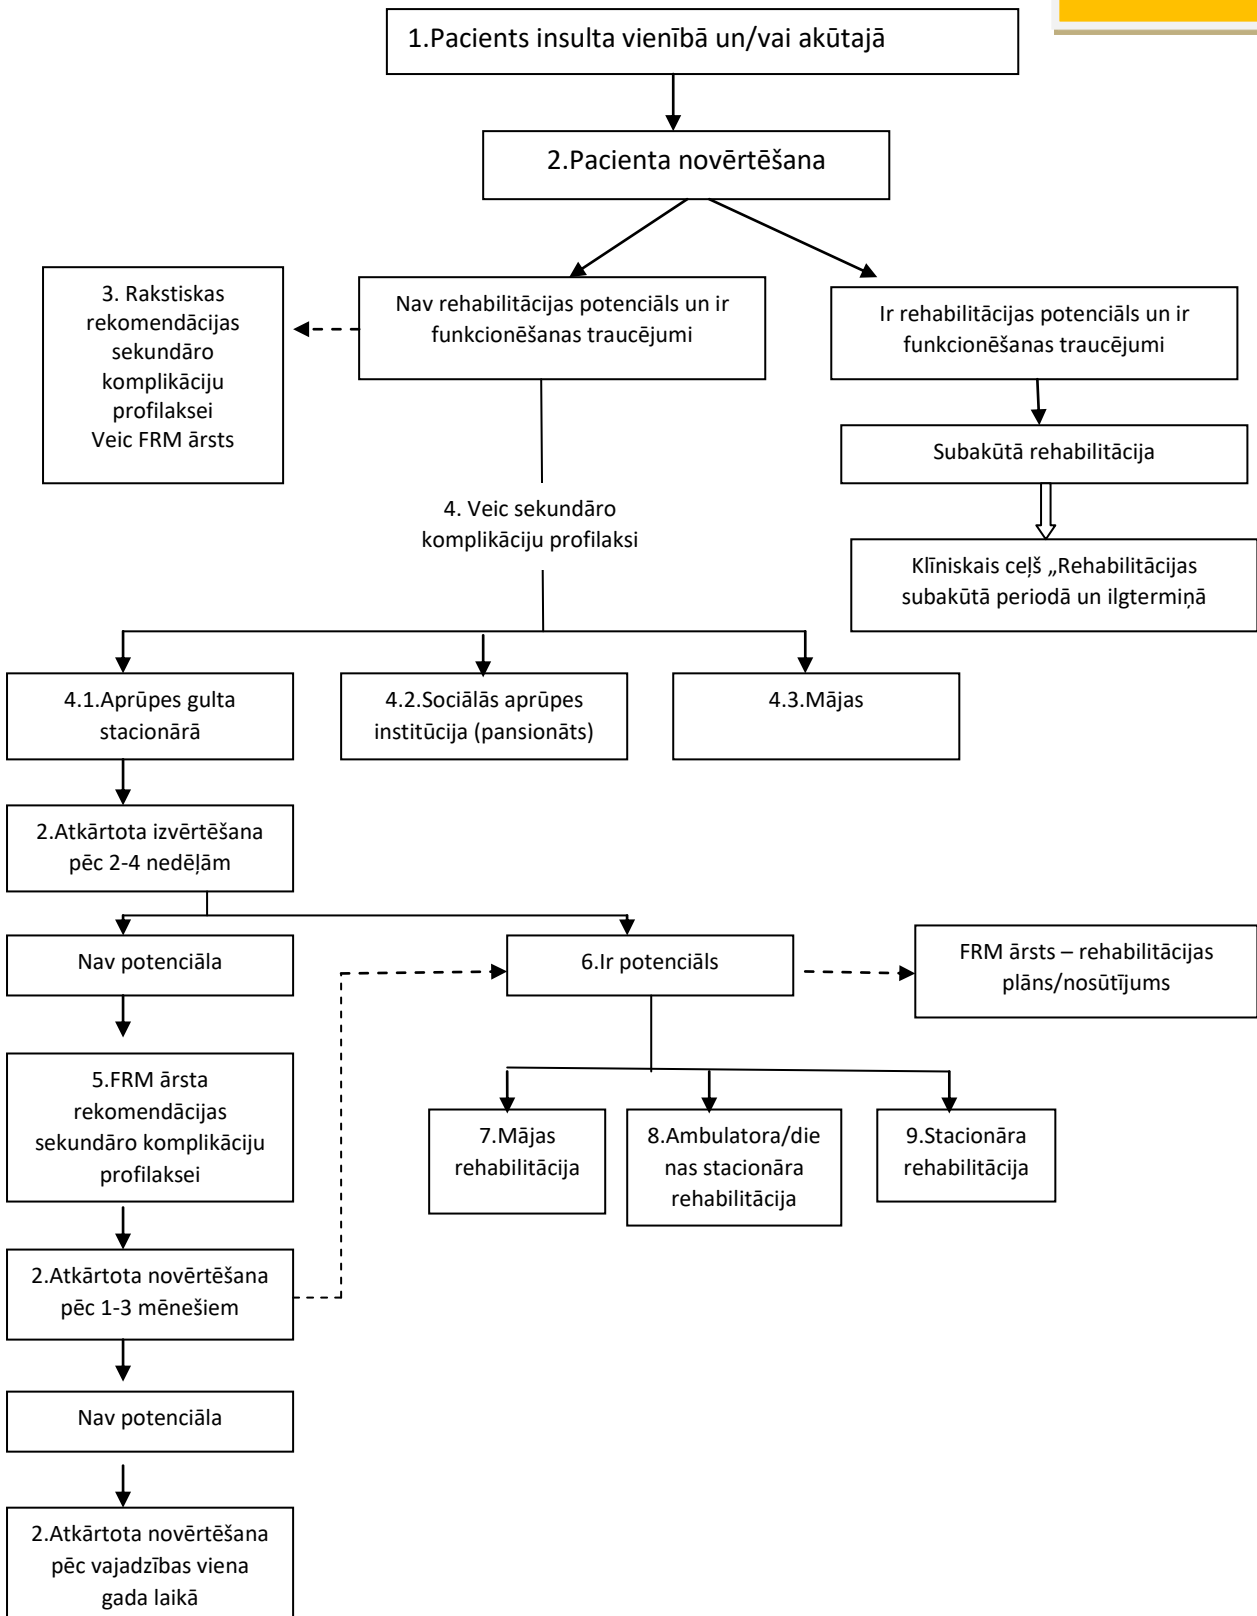 1.Pacients insulta vienībā un/vai akūtajā
2.Pacienta novērtēšana
3. Rakstiskas
rekomendācijas
sekundāro
komplikāciju
profilaksei
Veic FRM ārsts
Nav rehabilitācijas potenciāls un ir
funkcionēšanas traucējumi
Ir rehabilitācijas potenciāls un ir
funkcionēšanas traucējumi
Subakūtā rehabilitācija
4. Veic sekundāro
komplikāciju profilaksi
Klīniskais ceļš „Rehabilitācijas
subakūtā periodā un ilgtermiņā
4.1.Aprūpes gulta
stacionārā
4.2.Sociālās aprūpes
institūcija (pansionāts)
4.3.Mājas
2.Atkārtota izvērtēšana
pēc 2-4 nedēļām
Nav potenciāla
6.Ir potenciāls
FRM ārsts – rehabilitācijas
plāns/nosūtījums
5.FRM ārsta
rekomendācijas
sekundāro komplikāciju
profilaksei
7.Mājas
rehabilitācija
8.Ambulatora/die
nas stacionāra
rehabilitācija
9.Stacionāra
rehabilitācija
2.Atkārtota novērtēšana
pēc 1-3 mēnešiem
Nav potenciāla
2.Atkārtota novērtēšana
pēc vajadzības viena
gada laikā